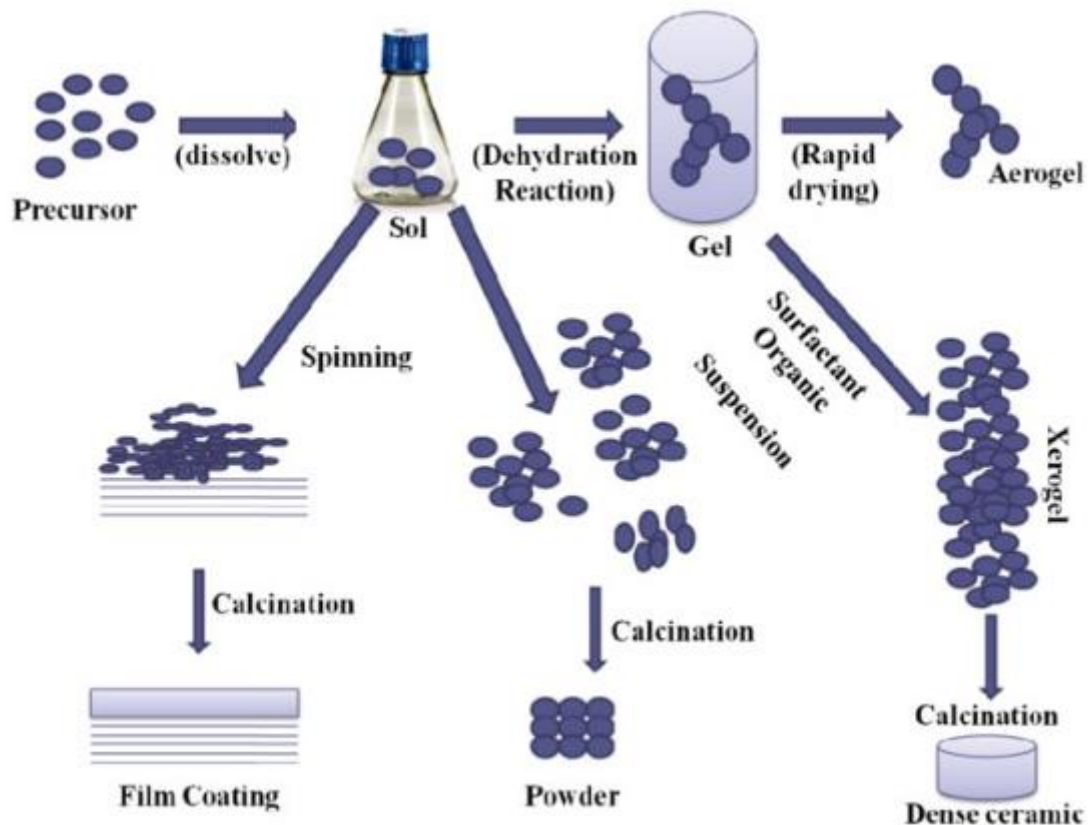 (dissolve)
(Dehydration
Reaction)
(Rapid
drying)
Aerogel
Precursor
Sol
Gel
Spinning
Suspension
Surfactant
Organic
Xerogel
Calcination
Calcination
Calcination
Film Coating
Powder
Dense ceramic